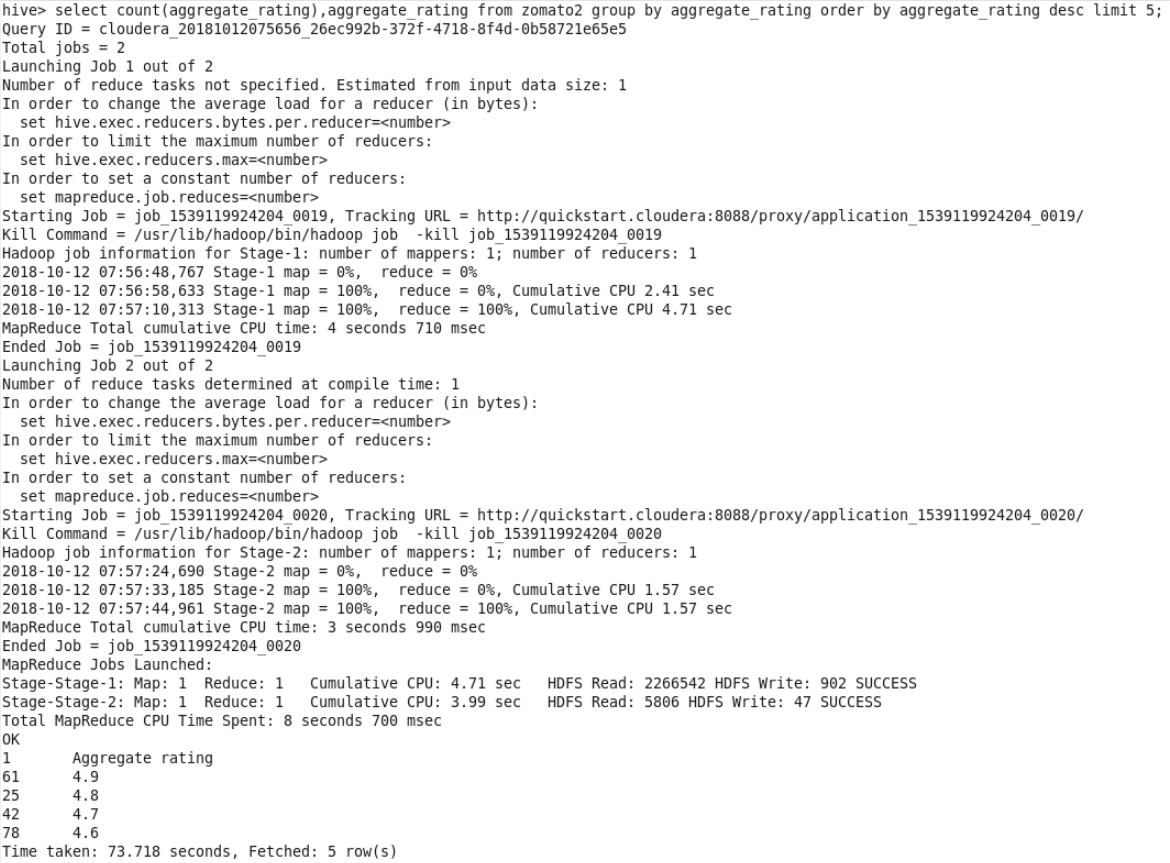 hive> select count(aggregate_rating),aggregate_rating from zomato2 group by aggregate_rating order by aggregate_rating desc limit 5;
Query ID = cloudera_20181012075656_26ec992b-372f-4718-8f4d-0b58721e65e5
Total jobs = 2
Launching Job 1 out of 2
Number of reduce tasks not specified. Estimated from input data size: 1
In order to change the average load for a reducer (in bytes):
  set hive.exec.reducers.bytes.per.reducer=<number>
In order to limit the maximum number of reducers:
  set hive.exec.reducers.max=<number>
In order to set a constant number of reducers:
  set mapreduce.job.reduces=<number>
Starting Job = job_1539119924204_0019, Tracking URL = http://quickstart.cloudera:8088/proxy/application_1539119924204_0019/
Kill Command = /usr/lib/hadoop/bin/hadoop job  -kill job_1539119924204_0019
Hadoop job information for Stage-1: number of mappers: 1; number of reducers: 1
2018-10-12 07:56:48,767 Stage-1 map = 0%,  reduce = 0%
2018-10-12 07:56:58,633 Stage-1 map = 100%,  reduce = 0%, Cumulative CPU 2.41 sec
2018-10-12 07:57:10,313 Stage-1 map = 100%,  reduce = 100%, Cumulative CPU 4.71 sec
MapReduce Total cumulative CPU time: 4 seconds 710 msec
Ended Job = job_1539119924204_0019
Launching Job 2 out of 2
Number of reduce tasks determined at compile time: 1
In order to change the average load for a reducer (in bytes):
  set hive.exec.reducers.bytes.per.reducer=<number>
In order to limit the maximum number of reducers:
  set hive.exec.reducers.max=<number>
In order to set a constant number of reducers:
  set mapreduce.job.reduces=<number>
Starting Job = job_1539119924204_0020, Tracking URL = http://quickstart.cloudera:8088/proxy/application_1539119924204_0020/
Kill Command = /usr/lib/hadoop/bin/hadoop job  -kill job_1539119924204_0020
Hadoop job information for Stage-2: number of mappers: 1; number of reducers: 1
2018-10-12 07:57:24,690 Stage-2 map = 0%,  reduce = 0%
2018-10-12 07:57:33,185 Stage-2 map = 100%,  reduce = 0%, Cumulative CPU 1.57 sec
2018-10-12 07:57:44,961 Stage-2 map = 100%,  reduce = 100%, Cumulative CPU 1.57 sec
MapReduce Total cumulative CPU time: 3 seconds 990 msec
Ended Job = job_1539119924204_0020
MapReduce Jobs Launched:
Stage-Stage-1: Map: 1  Reduce: 1   Cumulative CPU: 4.71 sec   HDFS Read: 2266542 HDFS Write: 902 SUCCESS
Stage-Stage-2: Map: 1  Reduce: 1   Cumulative CPU: 3.99 sec   HDFS Read: 5806 HDFS Write: 47 SUCCESS
Total MapReduce CPU Time Spent: 8 seconds 700 msec
OK
1       Aggregate rating
61      4.9
25      4.8
42      4.7
78      4.6
Time taken: 73.718 seconds, Fetched: 5 row(s)